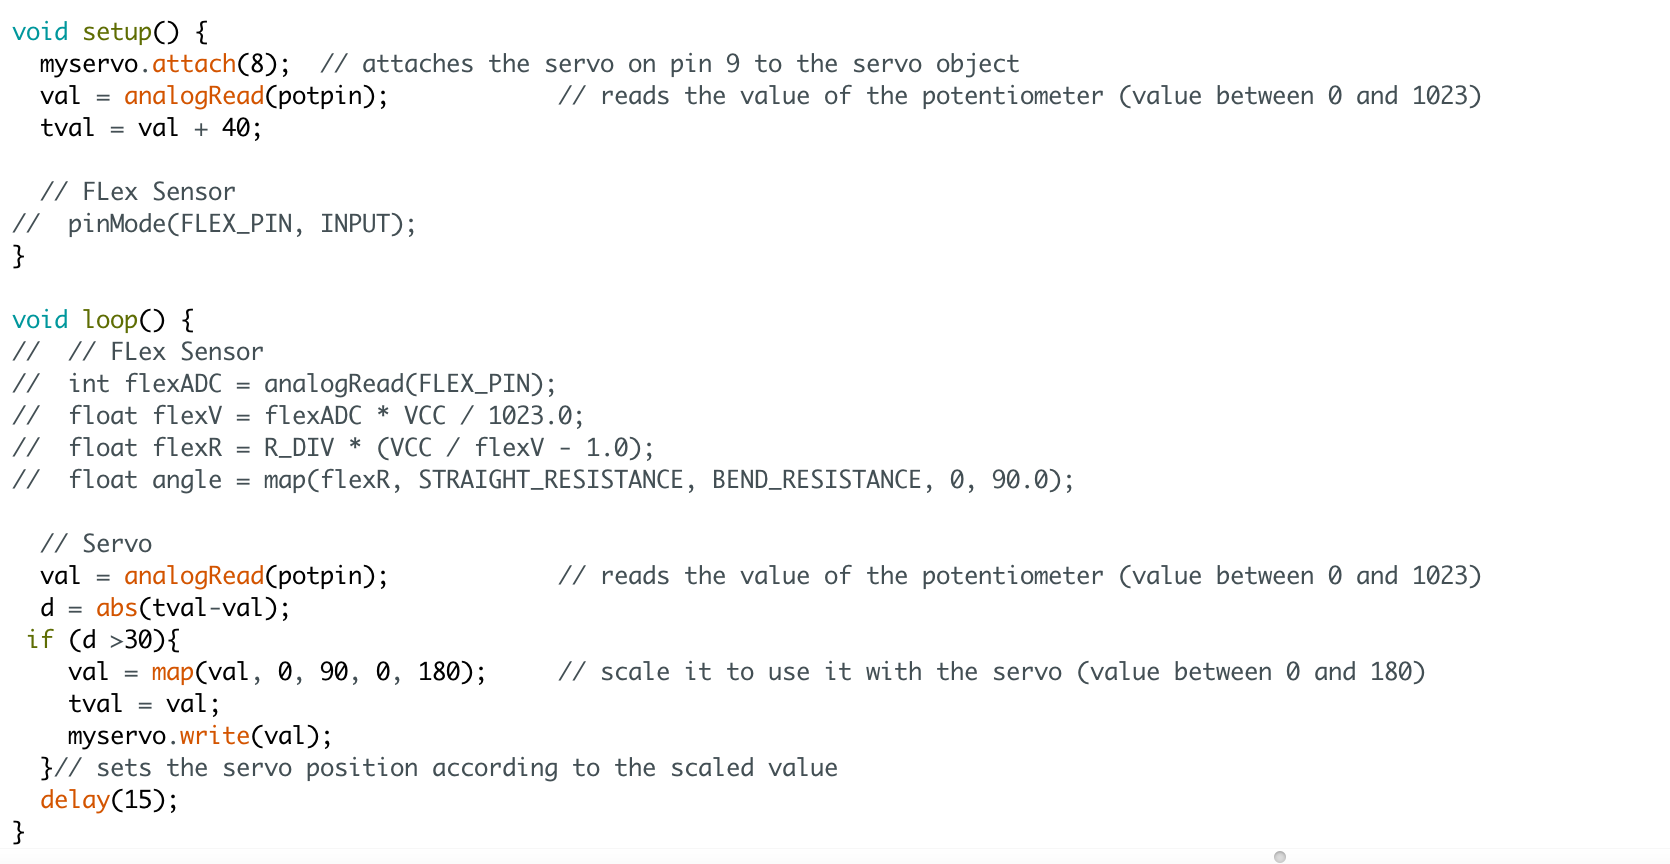 void setup() {
  myservo.attach(8);  // attaches the servo on pin 9 to the servo object
  val = analogRead(potpin);            // reads the value of the potentiometer (value between 0 and 1023)
  tval = val + 40;

  // FLex Sensor
//  pinMode(FLEX_PIN, INPUT);
}

void loop() {
//  // FLex Sensor
//  int flexADC = analogRead(FLEX_PIN);
//  float flexV = flexADC * VCC / 1023.0;
//  float flexR = R_DIV * (VCC / flexV - 1.0);
//  float angle = map(flexR, STRAIGHT_RESISTANCE, BEND_RESISTANCE, 0, 90.0);

  // Servo
  val = analogRead(potpin);            // reads the value of the potentiometer (value between 0 and 1023)
  d = abs(tval-val);
 if (d >30){
    val = map(val, 0, 90, 0, 180);     // scale it to use it with the servo (value between 0 and 180)
    tval = val;
    myservo.write(val);
  }// sets the servo position according to the scaled value
  delay(15);
}